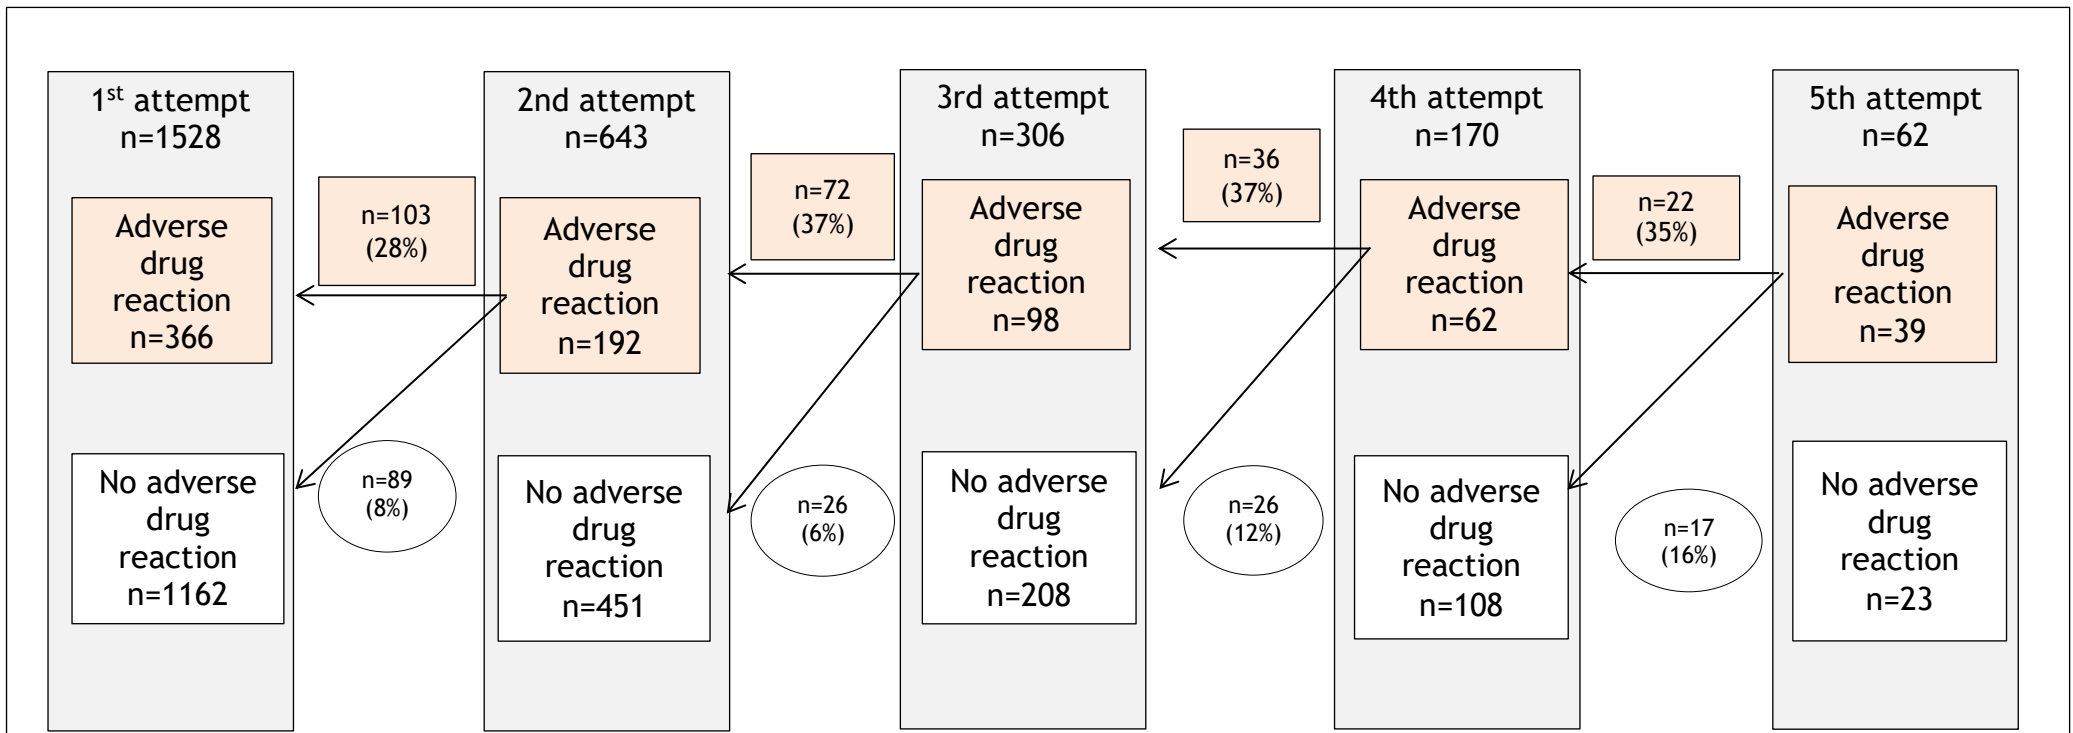 1st attempt
n=1528
Adverse
drug
reaction
n=366
No adverse
drug
reaction
n=1162
n=103
(28%)
n=89
(8%)
2nd attempt
n=643
Adverse
drug
reaction
n=192
No adverse
drug
reaction
n=451
n=72
(37%)
n=26
(6%)
3rd attempt
n=306
Adverse
drug
reaction
n=98
No adverse
drug
reaction
n=208
n=36
(37%)
n=26
(12%)
4th attempt
n=170
Adverse
drug
reaction
n=62
No adverse
drug
reaction
n=108
n=22
(35%)
n=17
(16%)
5th attempt
n=62
Adverse
drug
reaction
n=39
No adverse
drug
reaction
n=23